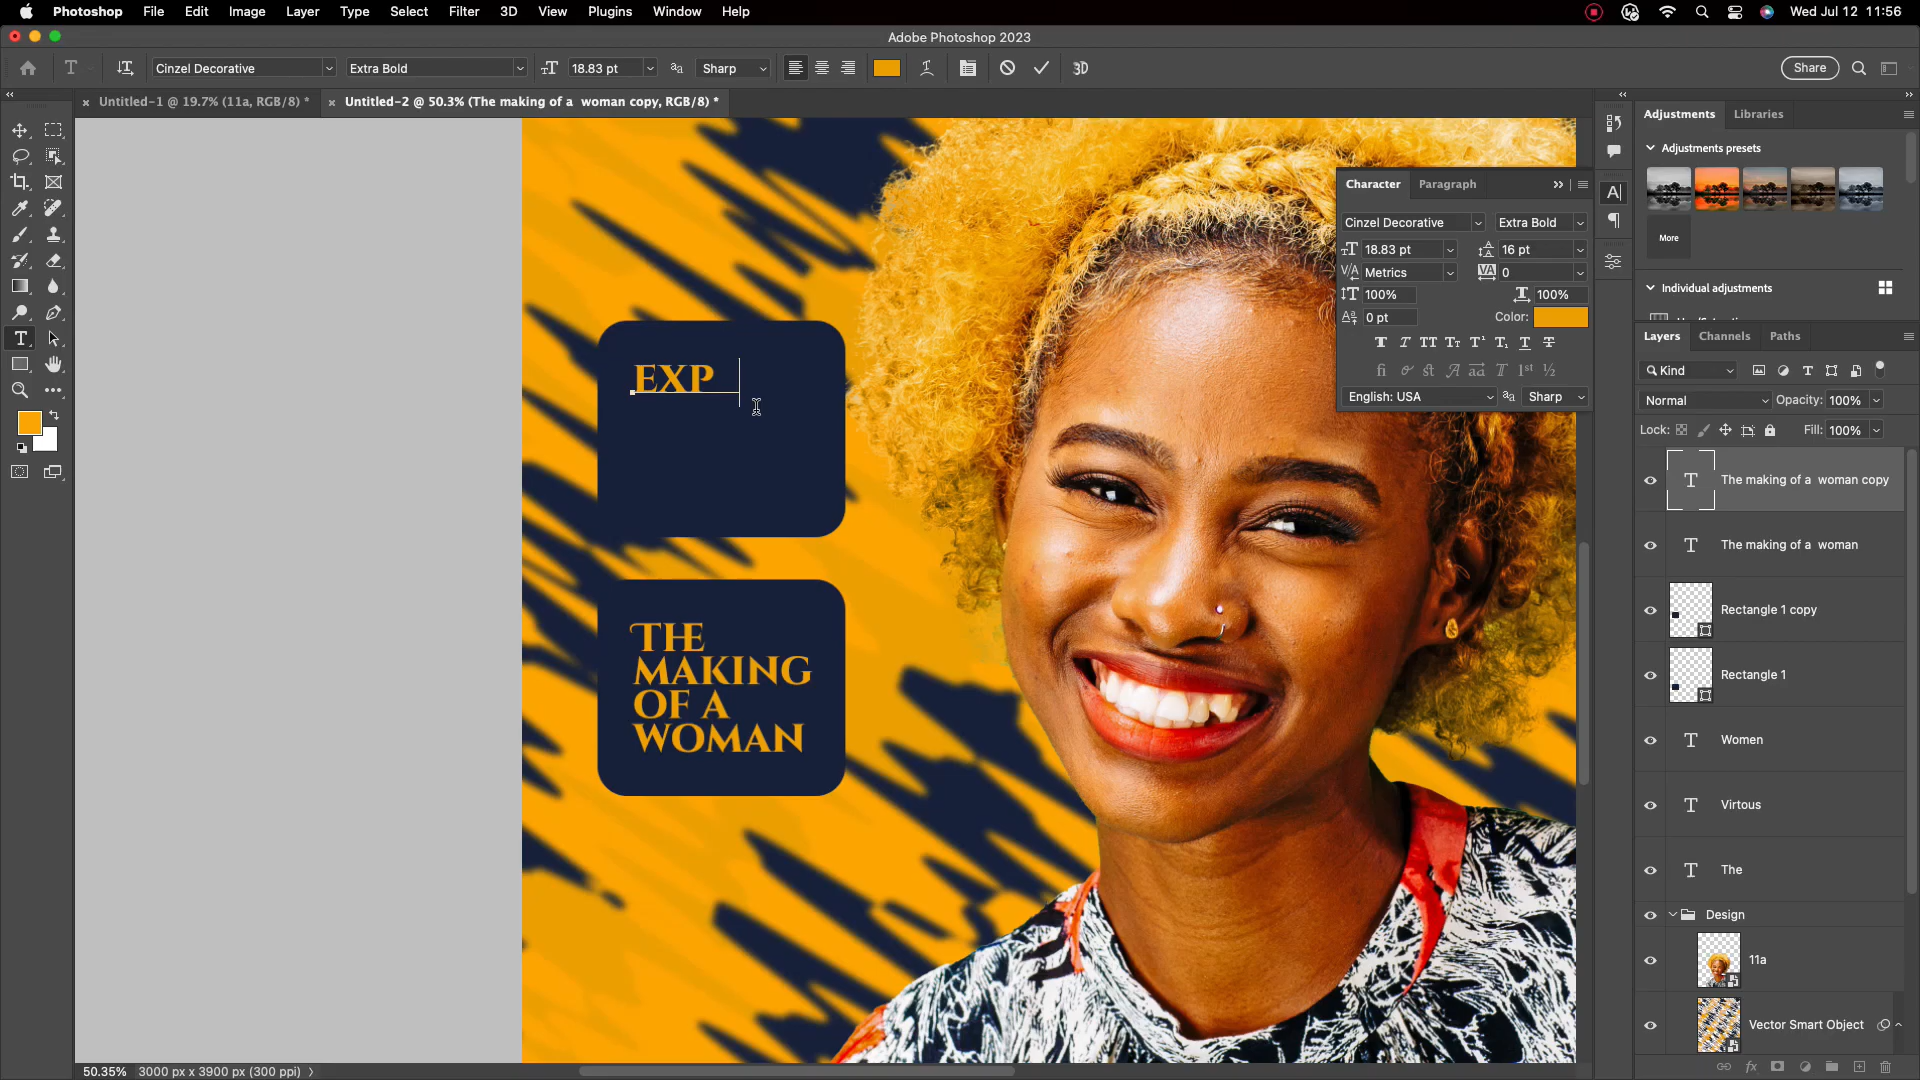 Photoshop File Edit Image Layer Type Select Filter 3D View Plugins Window Help Wed Jul 12 11:56
Adobe Photoshop 2023
Cinzel Decorative Extra Bold 18.83 pt Sharp 3D Share
Untitled-1 @ 19.7% (11a, RGB/8) * Untitled-2 @ 50.3% (The making of a woman copy, RGB/8) *
Adjustments Libraries
Adjustments presets
More
Individual adjustments
Character Paragraph
Cinzel Decorative Extra Bold
18.83 pt 16 pt
Metrics 0
100% 100%
0 pt Color:
English: USA Sharp
EXP
THE
MAKING
OF A
WOMAN
Layers Channels Paths
Kind
Normal Opacity: 100%
Lock: Fill: 100%
The making of a woman copy
The making of a woman
Rectangle 1 copy
Rectangle 1
Women
Virtous
The
Design
11a
Vector Smart Object
50.35% 3000 px x 3900 px (300 ppi)